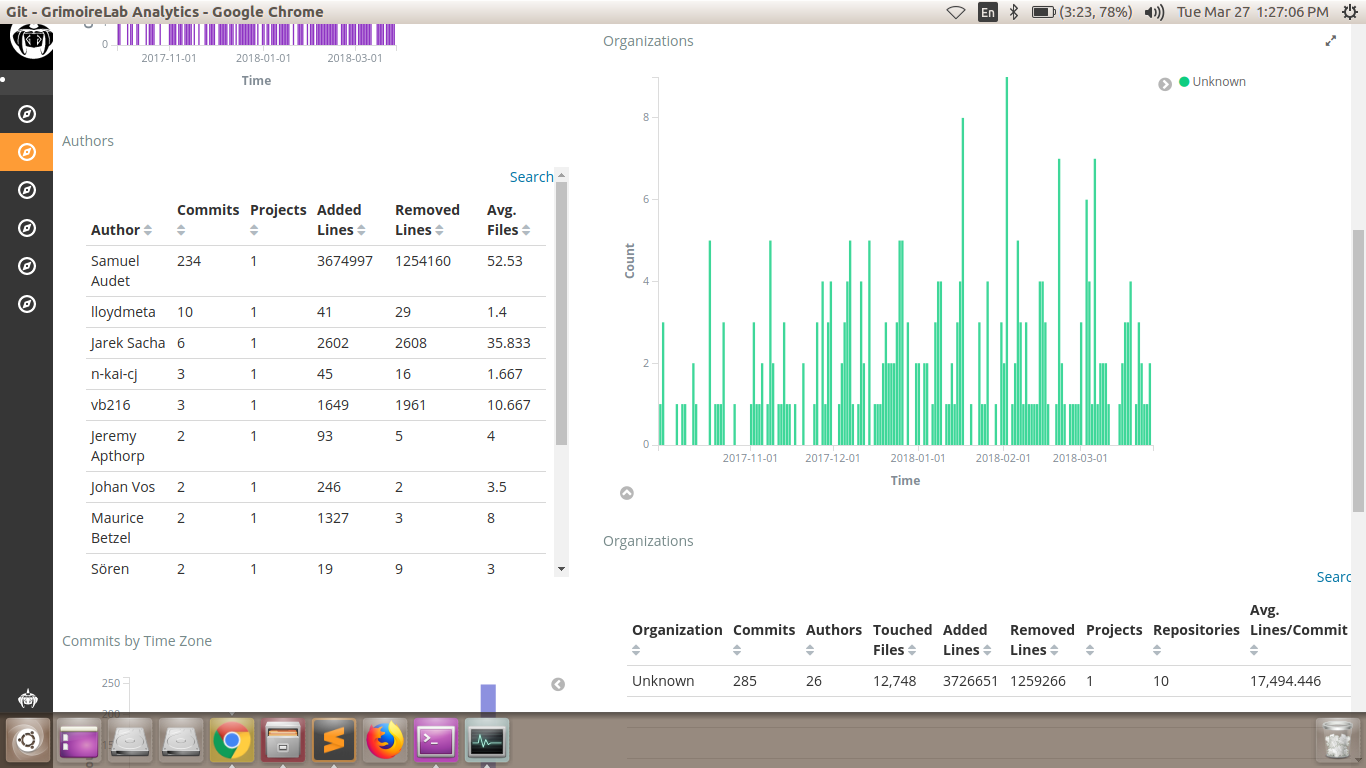 Git - GrimoireLab Analytics - Google Chrome
En (3:23, 78%) Tue Mar 27 1:27:06 PM
0
2017-11-01 2018-01-01 2018-03-01
Time
Authors
Search
Author Commits Projects Added Lines Removed Lines Avg. Files
Samuel Audet 234 1 3674997 1254160 52.53
lloydmeta 10 1 41 29 1.4
Jarek Sacha 6 1 2602 2608 35.833
n-kai-cj 3 1 45 16 1.667
vb216 3 1 1649 1961 10.667
Jeremy Apthorp 2 1 93 5 4
Johan Vos 2 1 246 2 3.5
Maurice Betzel 2 1 1327 3 8
Sören 2 1 19 9 3
Commits by Time Zone
250
200
Organizations
Unknown
8
6
4
2
0
Count
2017-11-01 2017-12-01 2018-01-01 2018-02-01 2018-03-01
Time
Organizations
Searc
Organization Commits Authors Touched Files Added Lines Removed Lines Projects Repositories Avg. Lines/Commit
Unknown 285 26 12,748 3726651 1259266 1 10 17,494.446